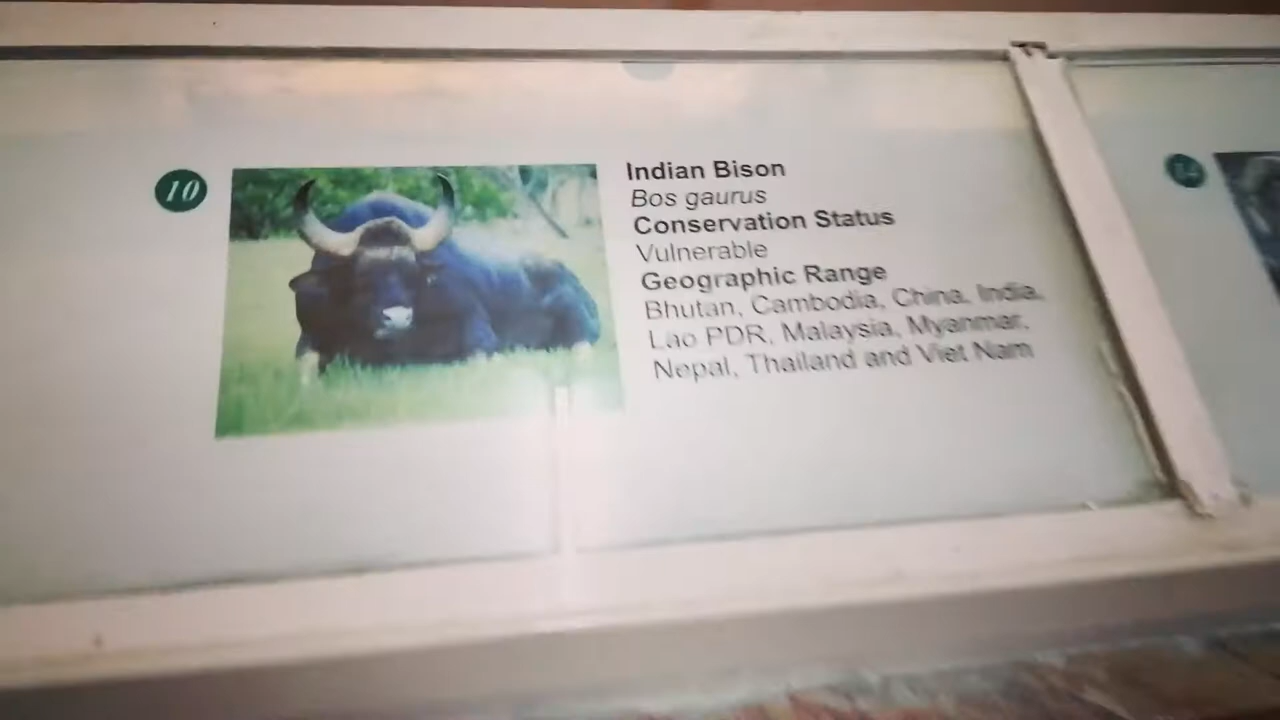 10
Indian Bison
Bos gaurus
Conservation Status
Vulnerable
Geographic Range
Bhutan, Cambodia, China, India,
Lao PDR, Malaysia, Myanmar,
Nepal, Thailand and Viet Nam